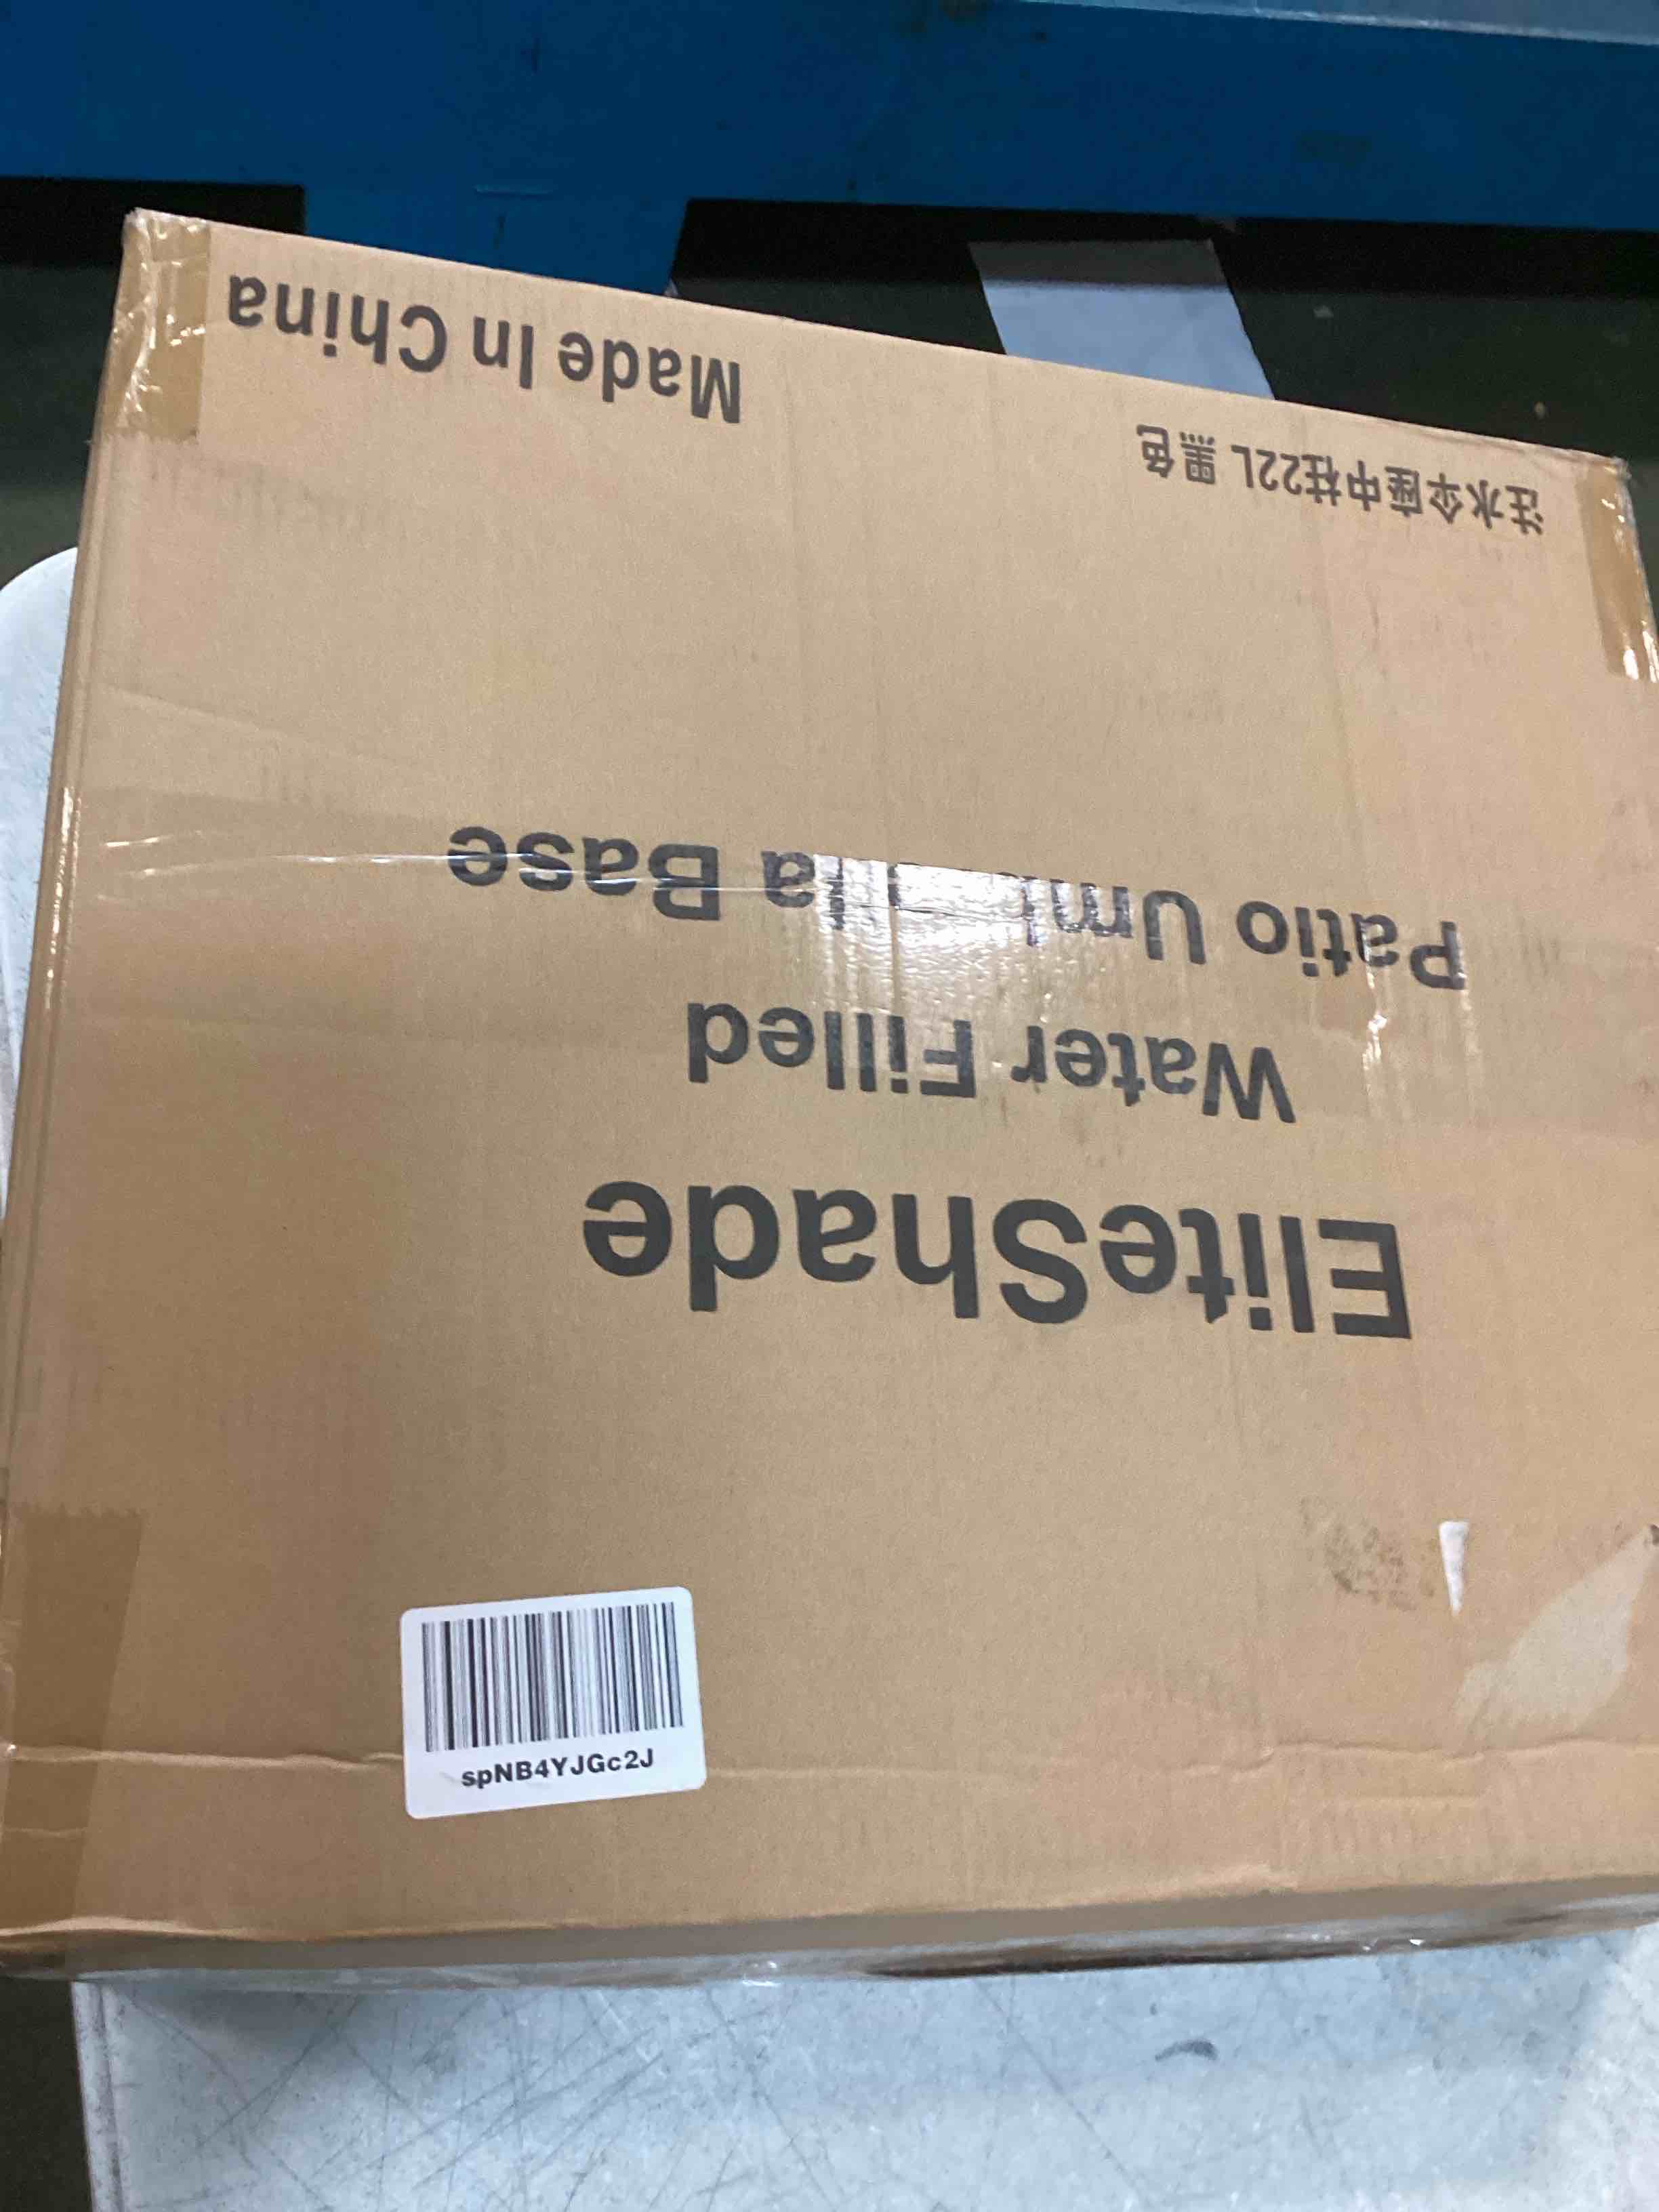 EliteShade
Water Filled
Patio Umbrella Base
注水伞座中柱22L 黑色
Made In China
spNB4YJGc2J